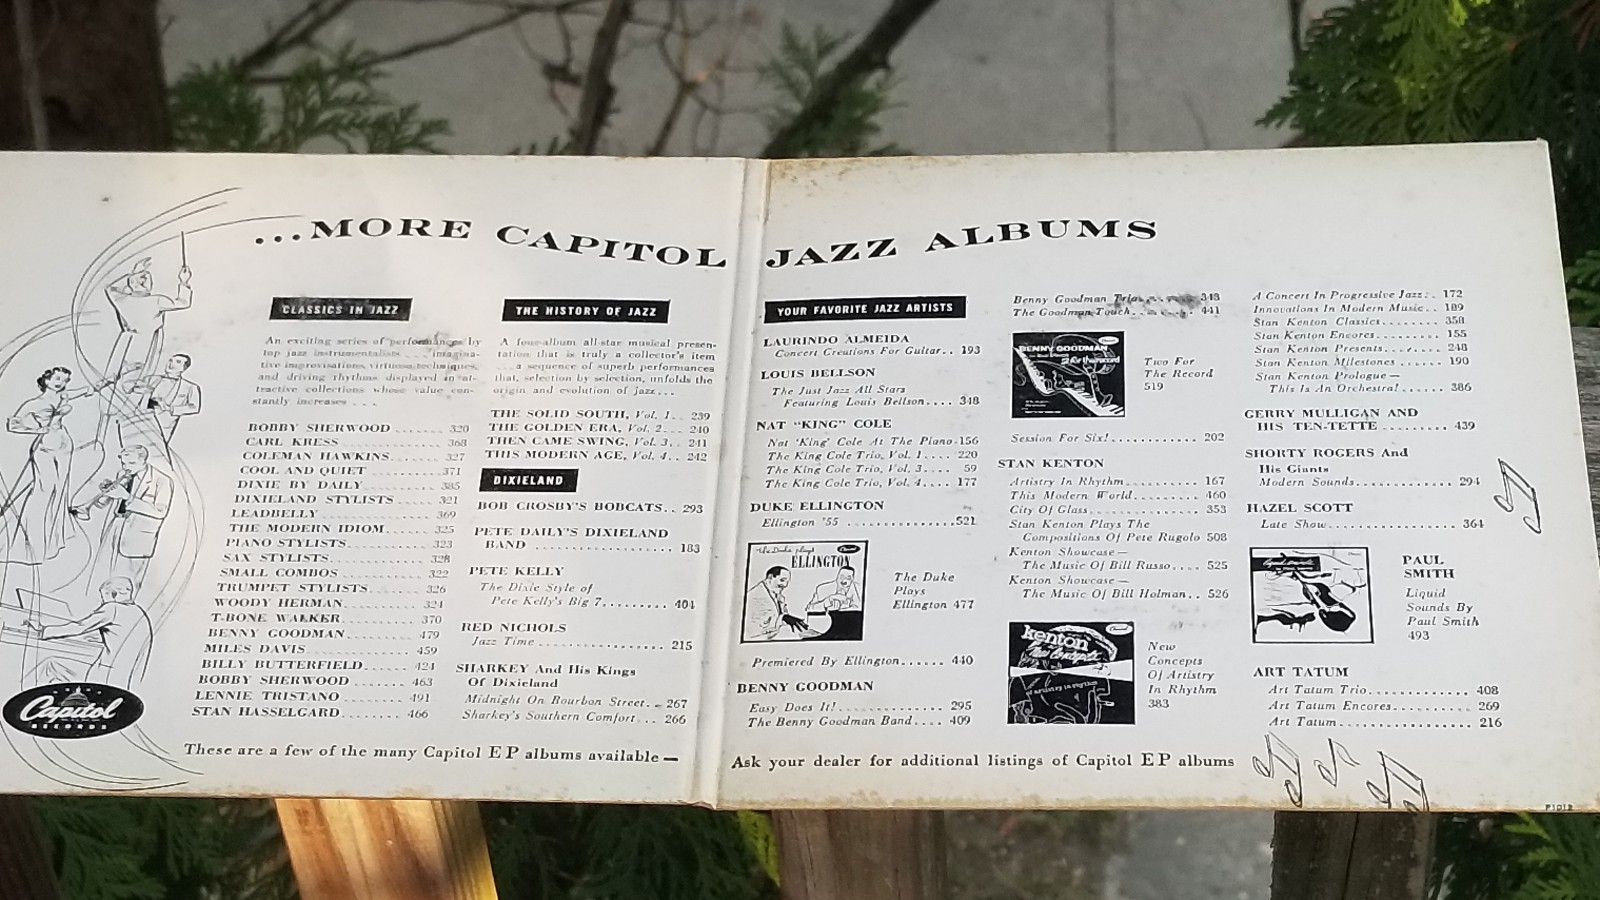 ...MORE CAPITOL JAZZ ALBUMS
CLASSICS IN JAZZ
An exciting series of performances by
top jazz instrumentalists . . . imagina-
tive improvisations, virtuoso techniques,
and driving rhythms displayed in at-
tractive collections whose value con-
stantly increases . . .
BOBBY SHERWOOD ........ 320
CARL KRESS .............. 368
COLEMAN HAWKINS ........ 327
COOL AND QUIET .......... 371
DIXIE BY DAILY .......... 385
DIXIELAND STYLISTS ...... 321
LEADBELLY ............... 369
THE MODERN IDIOM ........ 325
PIANO STYLISTS .......... 323
SAX STYLISTS ............ 328
SMALL COMBOS ............ 322
TRUMPET STYLISTS ........ 326
WOODY HERMAN ............ 324
T-BONE WALKER ........... 370
BENNY GOODMAN ........... 479
MILES DAVIS ............. 459
BILLY BUTTERFIELD ....... 424
BOBBY SHERWOOD .......... 463
LENNIE TRISTANO ......... 491
STAN HASSELGARD ......... 466
Capitol
RECORDS
THE HISTORY OF JAZZ
A four-album all-star musical presen-
tation that is truly a collector's item
. . . a sequence of superb performances
that, selection by selection, unfolds the
origin and evolution of jazz . . .
THE SOLID SOUTH, Vol. 1.. 239
THE GOLDEN ERA, Vol. 2... 240
THEN CAME SWING, Vol. 3.. 241
THIS MODERN AGE, Vol. 4.. 242
DIXIELAND
BOB CROSBY'S BOBCATS.. 293
PETE DAILY'S DIXIELAND
BAND .................. 183
PETE KELLY
The Dixie Style of
Pete Kelly's Big 7......... 404
RED NICHOLS
Jazz Time ................ 215
SHARKEY And His Kings
Of Dixieland
Midnight On Bourbon Street.. 267
Sharkey's Southern Comfort... 266
These are a few of the many Capitol EP albums available—
YOUR FAVORITE JAZZ ARTISTS
LAURINDO ALMEIDA
Concert Creations For Guitar.. 193
LOUIS BELLSON
The Just Jazz All Stars
Featuring Louis Bellson.... 348
NAT "KING" COLE
Nat 'King' Cole At The Piano-156
The King Cole Trio, Vol. 1.... 220
The King Cole Trio, Vol. 3.... 59
The King Cole Trio, Vol. 4.... 177
DUKE ELLINGTON
Ellington '55 ...............521
the Duke plays
ELLINGTON
The Duke
Plays
Ellington 477
Premiered By Ellington...... 440
BENNY GOODMAN
Easy Does It!............... 295
The Benny Goodman Band.... 409
Benny Goodman Trio........ 343
The Goodman Touch......... 441
BENNY GOODMAN
2 for the record
Two For
The Record
519
Session For Six!............ 202
STAN KENTON
Artistry In Rhythm.......... 167
This Modern World.......... 460
City Of Glass............... 353
Stan Kenton Plays The
Compositions Of Pete Rugolo 508
Kenton Showcase—
The Music Of Bill Russo.... 525
Kenton Showcase—
The Music Of Bill Holman.. 526
kenton
New Concepts
of artistry in rhythm
New
Concepts
Of Artistry
In Rhythm
383
A Concert In Progressive Jazz.. 172
Innovations In Modern Music.. 189
Stan Kenton Classics........ 358
Stan Kenton Encores......... 155
Stan Kenton Presents........ 248
Stan Kenton Milestones...... 190
Stan Kenton Prologue—
This Is An Orchestra!...... 386
GERRY MULLIGAN AND
HIS TEN-TETTE ......... 439
SHORTY ROGERS And
His Giants
Modern Sounds............. 294
HAZEL SCOTT
Late Show.................. 364
PAUL
SMITH
Liquid
Sounds By
Paul Smith
493
ART TATUM
Art Tatum Trio............. 408
Art Tatum Encores.......... 269
Art Tatum.................. 216
Ask your dealer for additional listings of Capitol EP albums